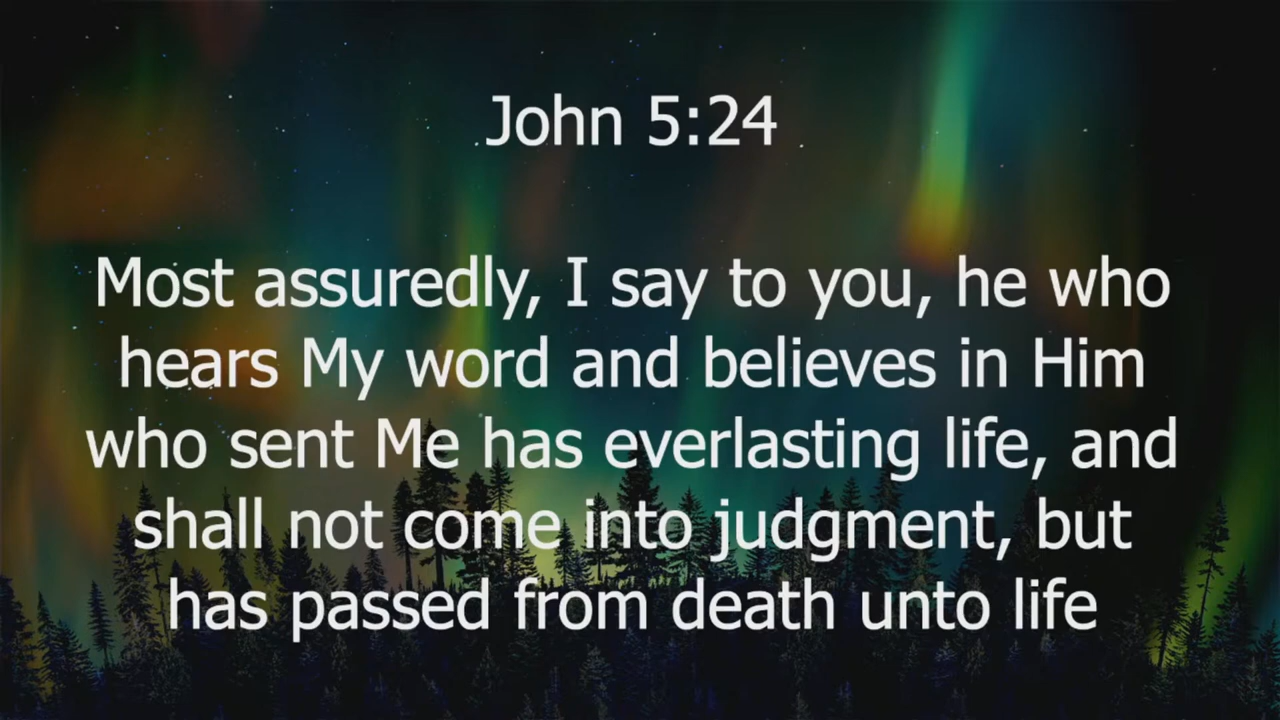 John 5:24
Most assuredly, I say to you, he who
hears My word and believes in Him
who sent Me has everlasting life, and
shall not come into judgment, but
has passed from death unto life